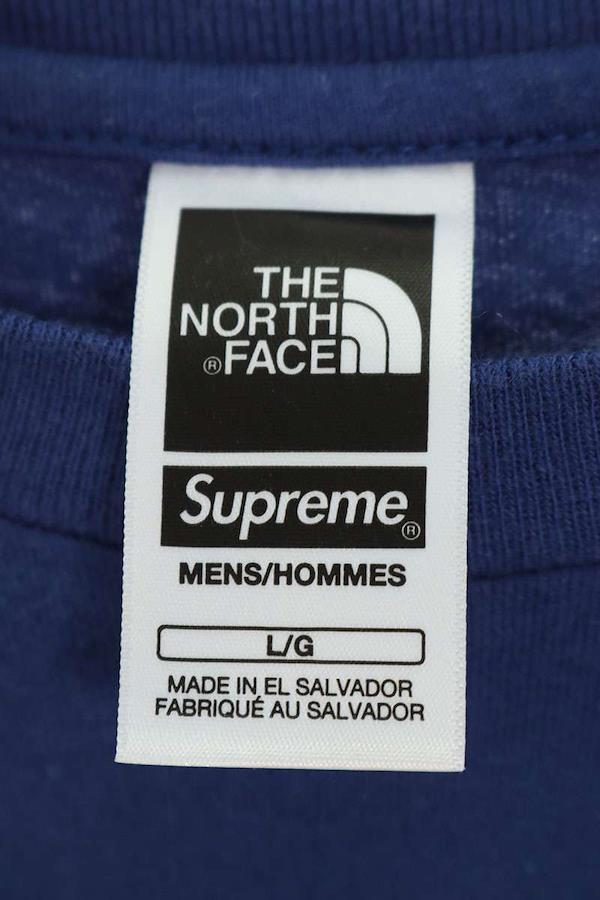 THE
NORTH
®FACE
Supreme®
MENS/HOMMES
L/G
MADE IN EL SALVADOR
FABRIQUÉ AU SALVADOR